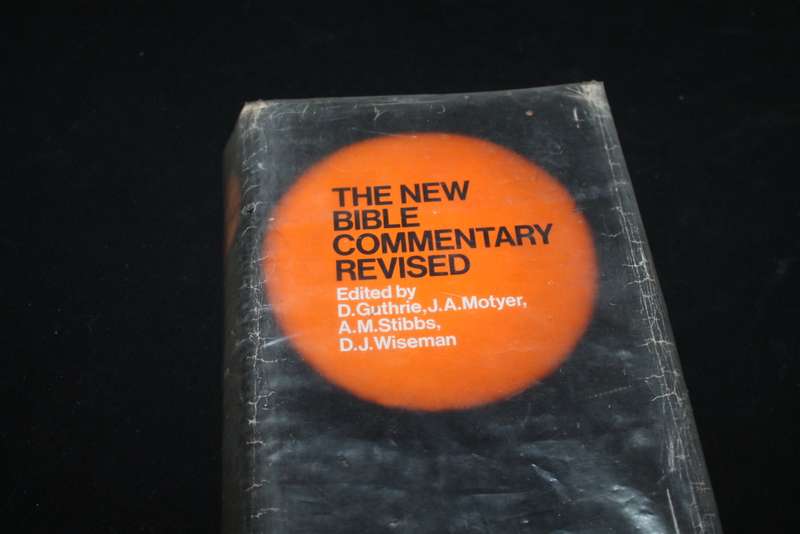 THE NEW
BIBLE
COMMENTARY
REVISED
Edited by
D.Guthrie, J.A.Motyer,
A.M.Stibbs,
D.J.Wiseman